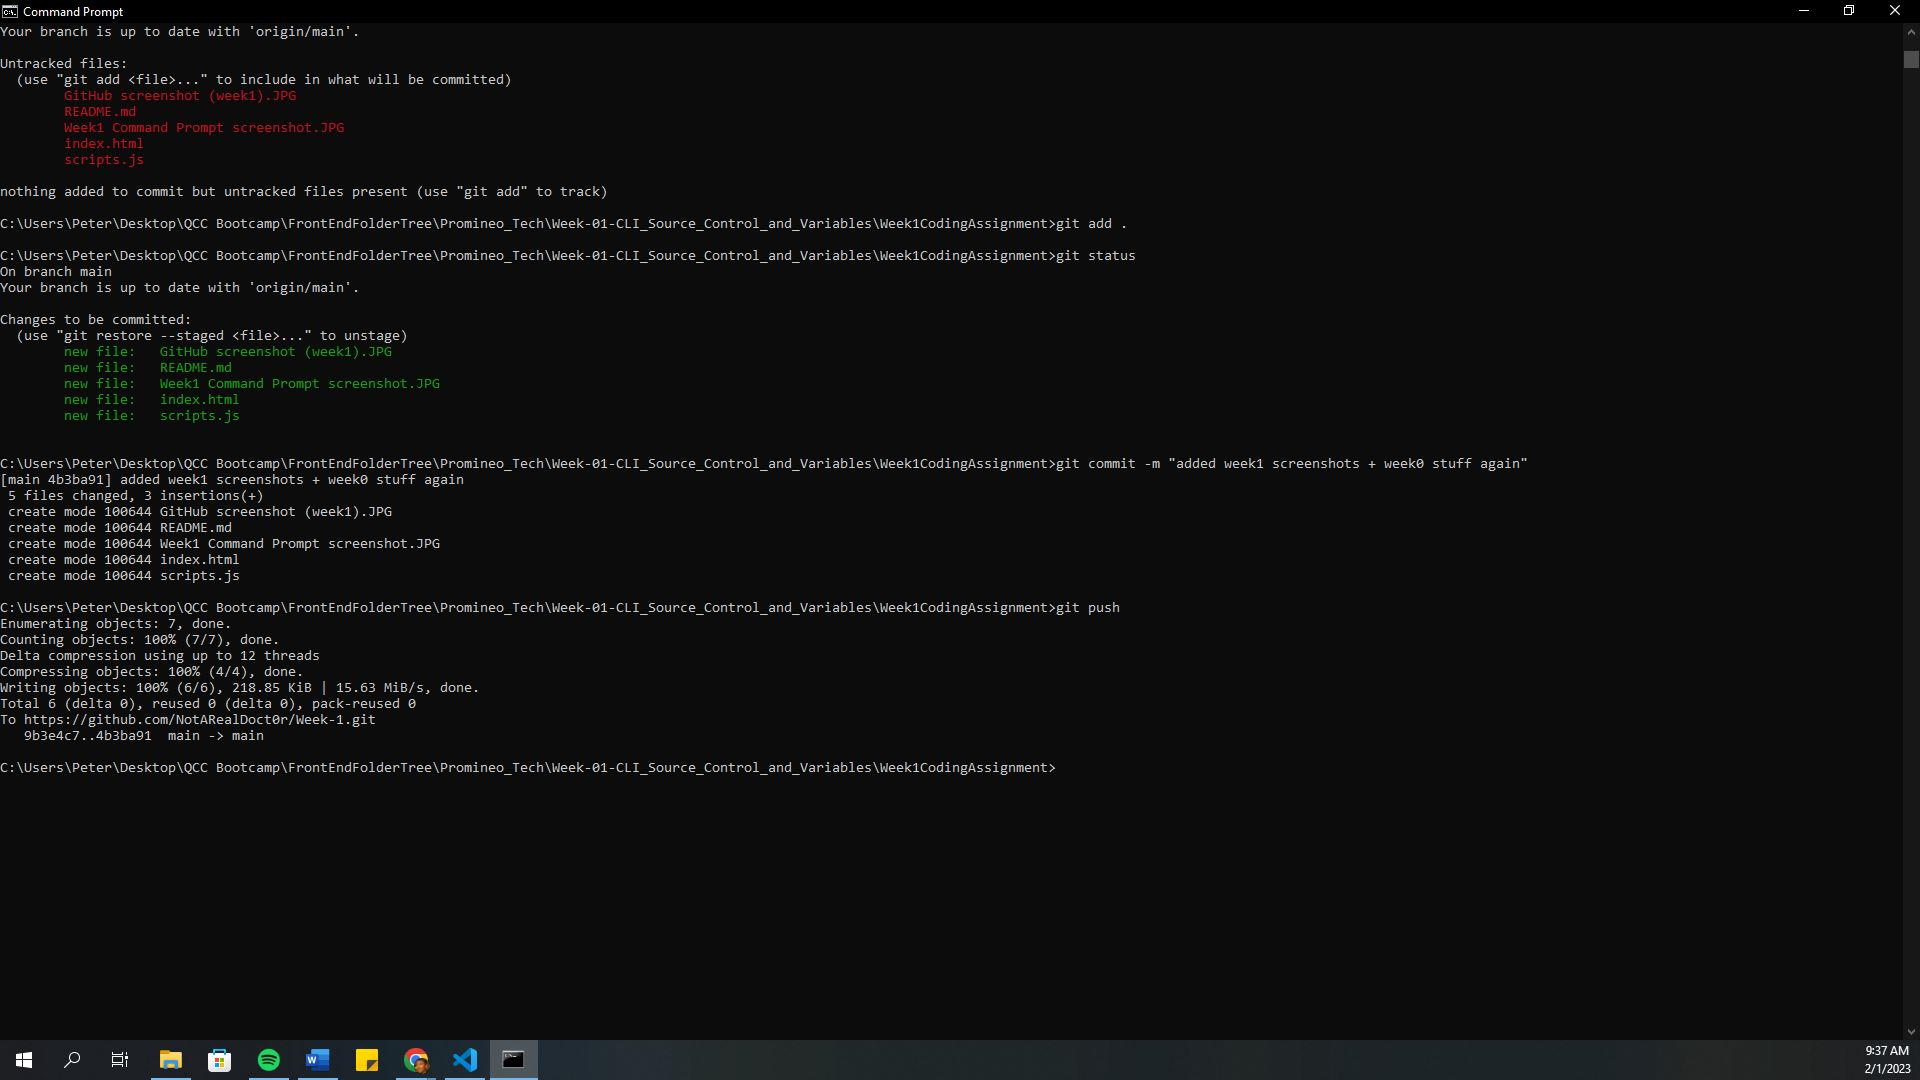 Command Prompt
Your branch is up to date with 'origin/main'.
Untracked files:
  (use "git add <file>..." to include in what will be committed)
        GitHub screenshot (week1).JPG
        README.md
        Week1 Command Prompt screenshot.JPG
        index.html
        scripts.js
nothing added to commit but untracked files present (use "git add" to track)
C:\Users\Peter\Desktop\QCC Bootcamp\FrontEndFolderTree\Promineo_Tech\Week-01-CLI_Source_Control_and_Variables\Week1CodingAssignment>git add .
C:\Users\Peter\Desktop\QCC Bootcamp\FrontEndFolderTree\Promineo_Tech\Week-01-CLI_Source_Control_and_Variables\Week1CodingAssignment>git status
On branch main
Your branch is up to date with 'origin/main'.
Changes to be committed:
  (use "git restore --staged <file>..." to unstage)
        new file:   GitHub screenshot (week1).JPG
        new file:   README.md
        new file:   Week1 Command Prompt screenshot.JPG
        new file:   index.html
        new file:   scripts.js
C:\Users\Peter\Desktop\QCC Bootcamp\FrontEndFolderTree\Promineo_Tech\Week-01-CLI_Source_Control_and_Variables\Week1CodingAssignment>git commit -m "added week1 screenshots + week0 stuff again"
[main 4b3ba91] added week1 screenshots + week0 stuff again
 5 files changed, 3 insertions(+)
 create mode 100644 GitHub screenshot (week1).JPG
 create mode 100644 README.md
 create mode 100644 Week1 Command Prompt screenshot.JPG
 create mode 100644 index.html
 create mode 100644 scripts.js
C:\Users\Peter\Desktop\QCC Bootcamp\FrontEndFolderTree\Promineo_Tech\Week-01-CLI_Source_Control_and_Variables\Week1CodingAssignment>git push
Enumerating objects: 7, done.
Counting objects: 100% (7/7), done.
Delta compression using up to 12 threads
Compressing objects: 100% (4/4), done.
Writing objects: 100% (6/6), 218.85 KiB | 15.63 MiB/s, done.
Total 6 (delta 0), reused 0 (delta 0), pack-reused 0
To https://github.com/NotARealDoct0r/Week-1.git
   9b3e4c7..4b3ba91  main -> main
C:\Users\Peter\Desktop\QCC Bootcamp\FrontEndFolderTree\Promineo_Tech\Week-01-CLI_Source_Control_and_Variables\Week1CodingAssignment>
9:37 AM
2/1/2023